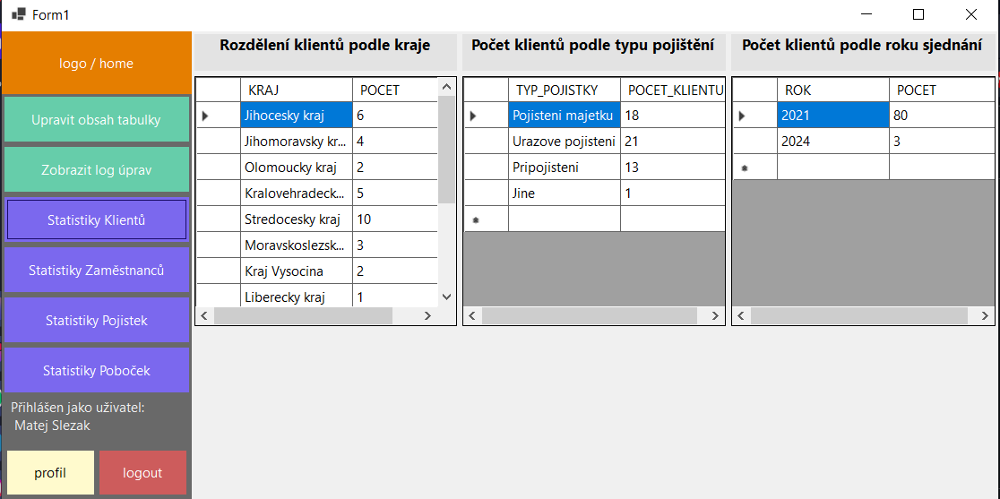 Form1
logo / home
Upravit obsah tabulky
Zobrazit log úprav
Statistiky Klientů
Statistiky Zaměstnanců
Statistiky Pojistek
Statistiky Poboček
Přihlášen jako uživatel:
Matej Slezak
profil
logout
Rozdělení klientů podle kraje
KRAJ POCET
Jihocesky kraj 6
Jihomoravsky kr... 4
Olomoucky kraj 2
Kralovehradeck... 5
Stredocesky kraj 10
Moravskoslezsk... 3
Kraj Vysocina 2
Liberecky kraj 1
Počet klientů podle typu pojištění
TYP_POJISTKY POCET_KLIENTU
Pojisteni majetku 18
Urazove pojisteni 21
Pripojisteni 13
Jine 1
Počet klientů podle roku sjednání
ROK POCET
2021 80
2024 3